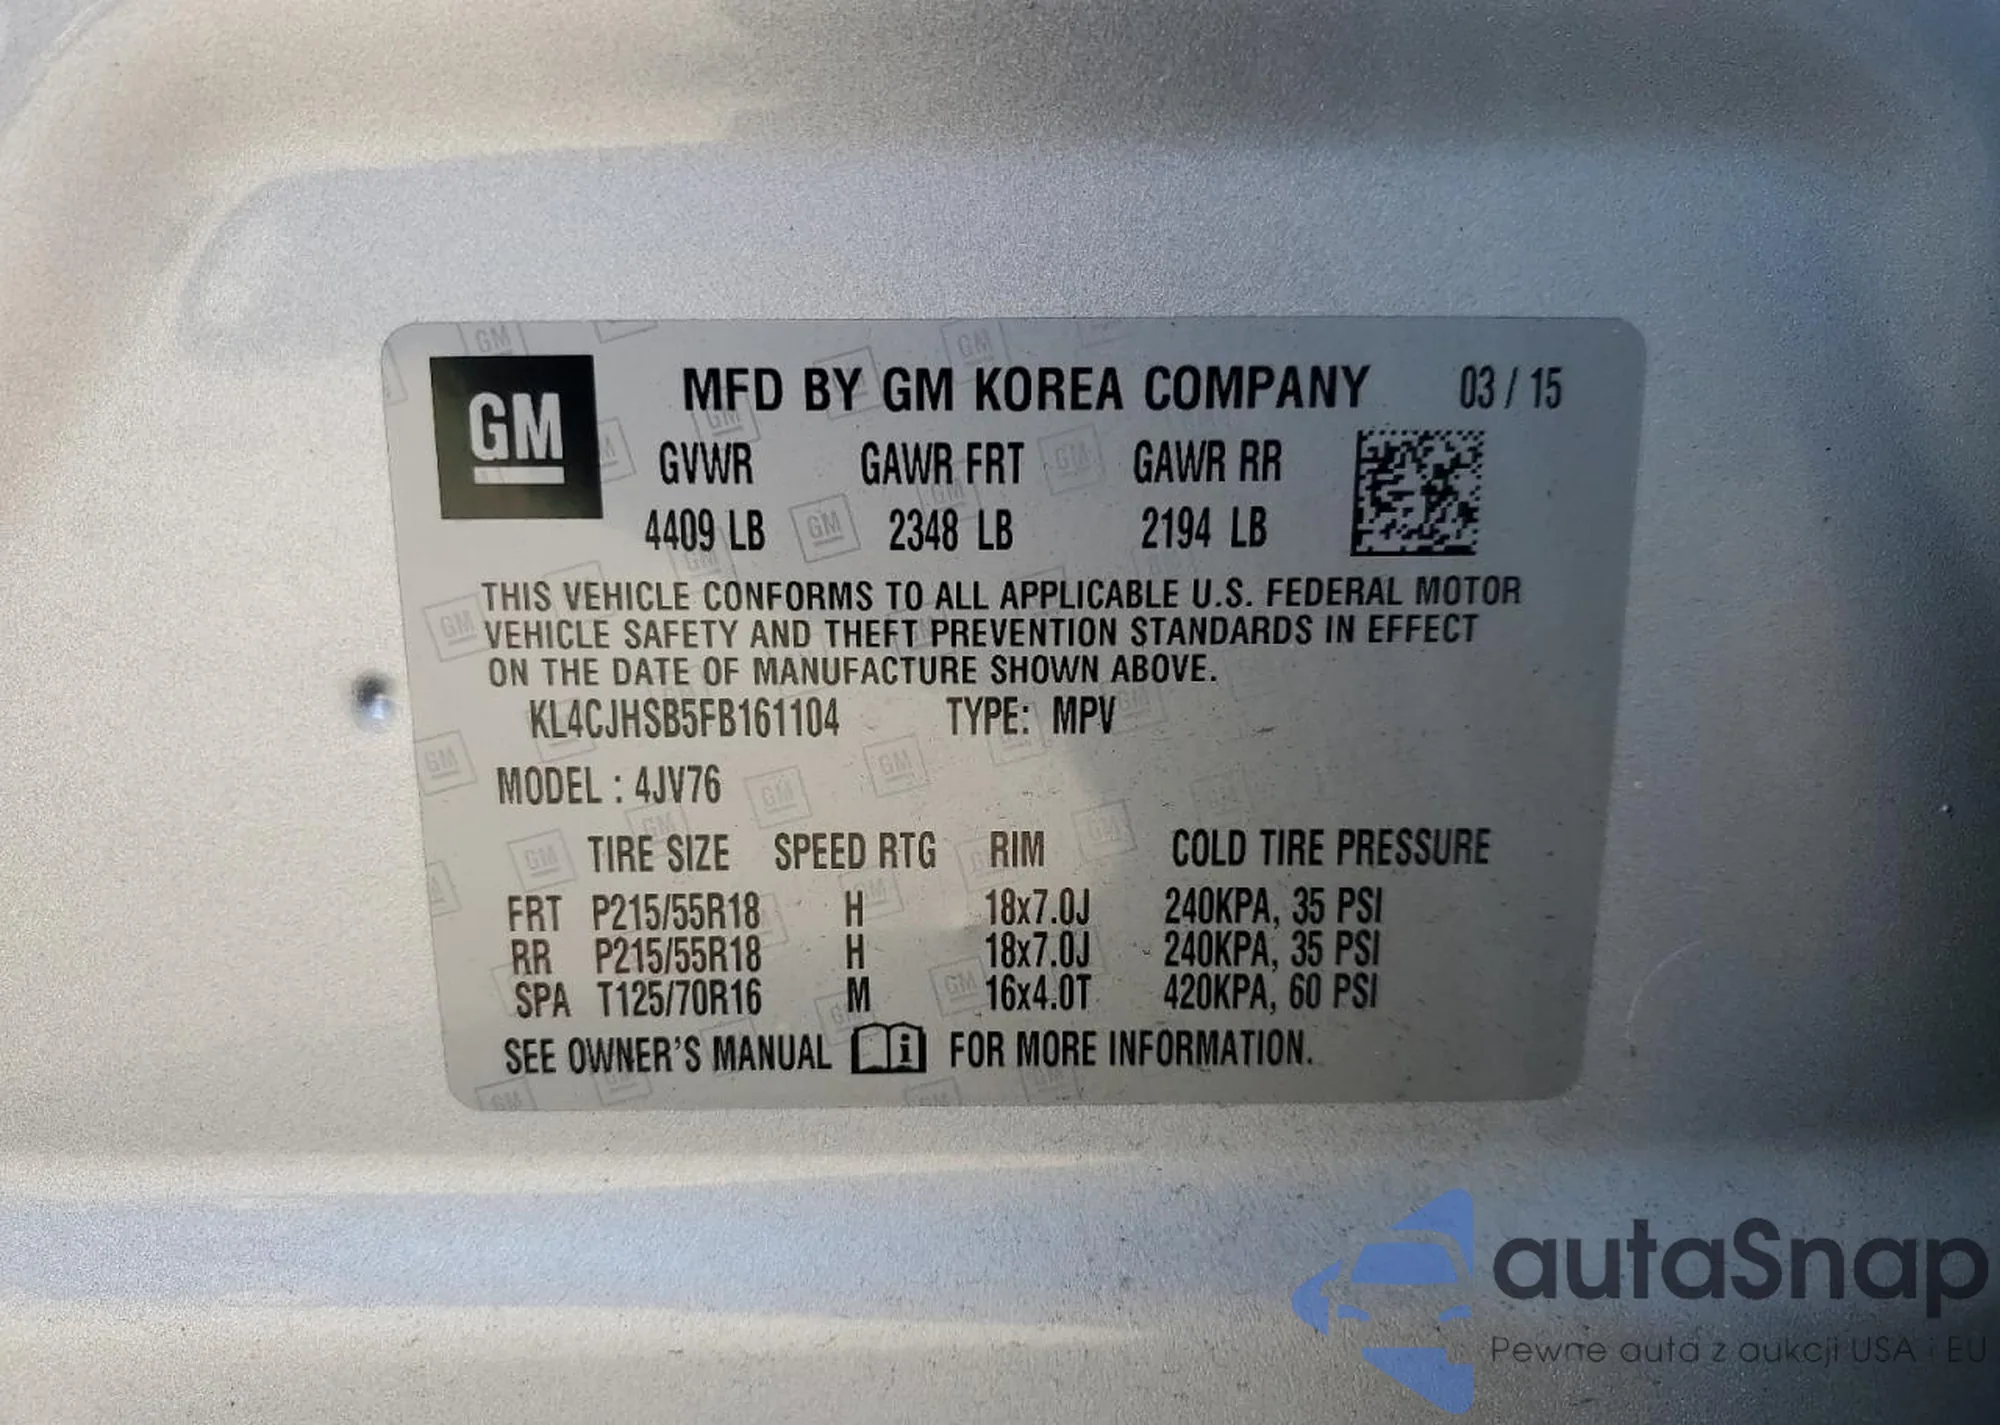 GM
MFD BY GM KOREA COMPANY 03 / 15
GVWR GAWR FRT GAWR RR
4409 LB 2348 LB 2194 LB
THIS VEHICLE CONFORMS TO ALL APPLICABLE U.S. FEDERAL MOTOR
VEHICLE SAFETY AND THEFT PREVENTION STANDARDS IN EFFECT
ON THE DATE OF MANUFACTURE SHOWN ABOVE.
KL4CJHSB5FB161104 TYPE: MPV
MODEL : 4JV76
TIRE SIZE SPEED RTG RIM COLD TIRE PRESSURE
FRT P215/55R18 H 18x7.0J 240KPA, 35 PSI
RR P215/55R18 H 18x7.0J 240KPA, 35 PSI
SPA T125/70R16 M 16x4.0T 420KPA, 60 PSI
SEE OWNER'S MANUAL i FOR MORE INFORMATION.
autaSnap
Pewne auta z aukcji USA i EU